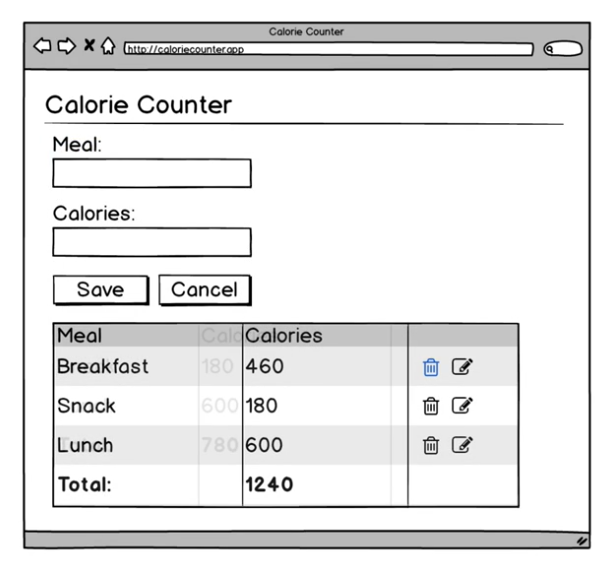 Calorie Counter
http://caloriecounter.app
Calorie Counter
Meal:
Calories:
Save Cancel
Meal Calories
Breakfast 180 460
Snack 600 180
Lunch 780 600
Total: 1240